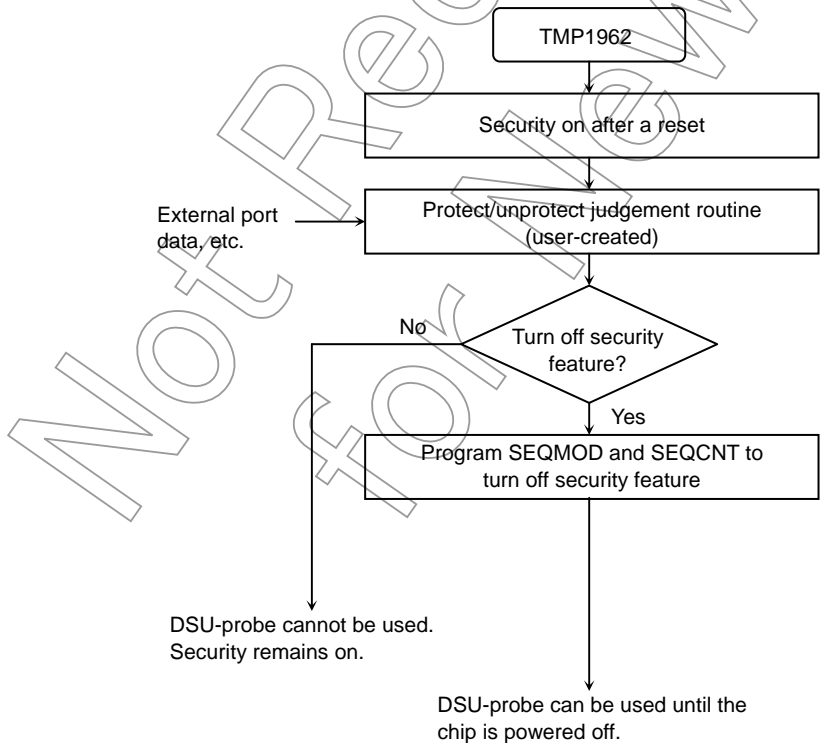 TMP1962
Security on after a reset
External port
data, etc.
Protect/unprotect judgement routine
(user-created)
No
Turn off security
feature?
Yes
Program SEQMOD and SEQCNT to
turn off security feature
DSU-probe cannot be used.
Security remains on.
DSU-probe can be used until the
chip is powered off.
Not Rec
for New